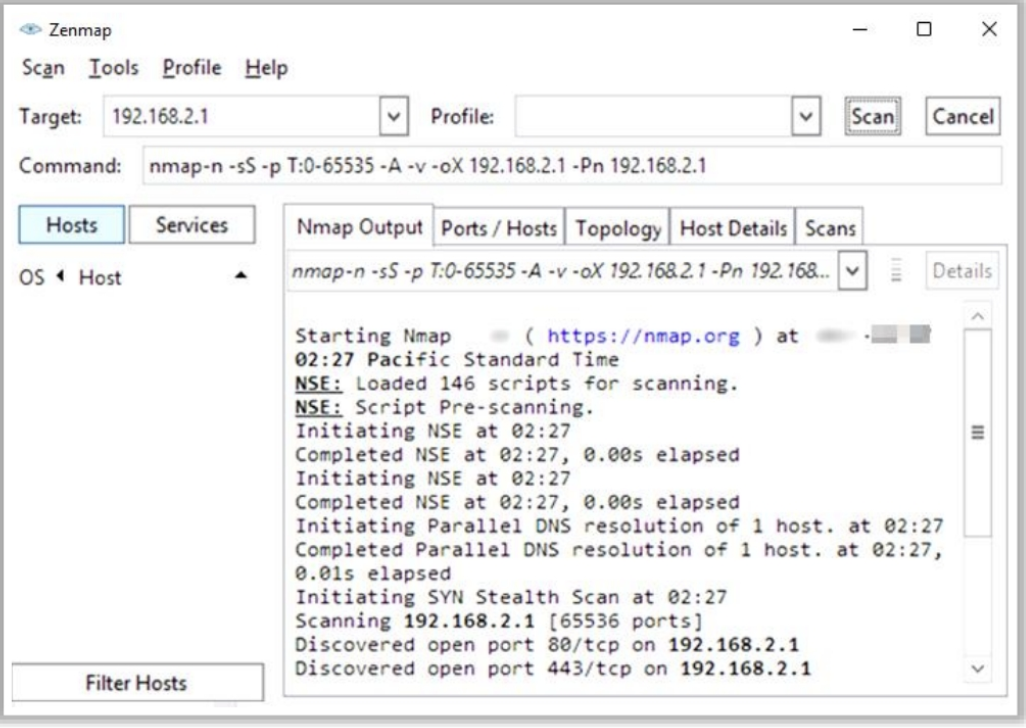 Zenmap
Scan Tools Profile Help
Target: 192.168.2.1 Profile: Scan Cancel
Command: nmap-n -sS -p T:0-65535 -A -v -oX 192.168.2.1 -Pn 192.168.2.1
Hosts Services Nmap Output Ports / Hosts Topology Host Details Scans
OS Host nmap-n -sS -p T:0-65535 -A -v -oX 192.168.2.1 -Pn 192.168... Details
Starting Nmap ( https://nmap.org ) at -
02:27 Pacific Standard Time
NSE: Loaded 146 scripts for scanning.
NSE: Script Pre-scanning.
Initiating NSE at 02:27
Completed NSE at 02:27, 0.00s elapsed
Initiating NSE at 02:27
Completed NSE at 02:27, 0.00s elapsed
Initiating Parallel DNS resolution of 1 host. at 02:27
Completed Parallel DNS resolution of 1 host. at 02:27,
0.01s elapsed
Initiating SYN Stealth Scan at 02:27
Scanning 192.168.2.1 [65536 ports]
Discovered open port 80/tcp on 192.168.2.1
Discovered open port 443/tcp on 192.168.2.1
Filter Hosts